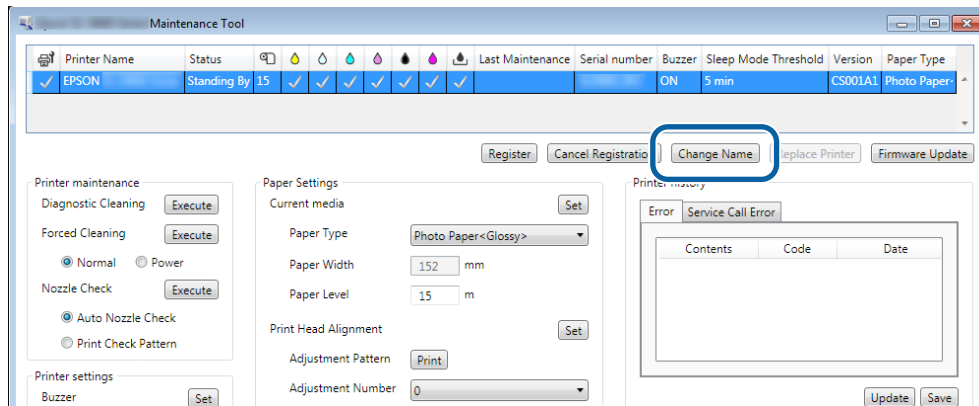 Maintenance Tool
Printer Name Status Last Maintenance Serial number Buzzer Sleep Mode Threshold Version Paper Type
EPSON Standing By 15 ON 5 min CS001A1 Photo Paper
Register Cancel Registration Change Name Replace Printer Firmware Update
Printer maintenance
Diagnostic Cleaning Execute
Forced Cleaning Execute
Normal Power
Nozzle Check Execute
Auto Nozzle Check
Print Check Pattern
Printer settings
Buzzer Set
Paper Settings
Current media Set
Paper Type Photo Paper<Glossy>
Paper Width 152 mm
Paper Level 15 m
Print Head Alignment Set
Adjustment Pattern Print
Adjustment Number 0
Printer history
Error Service Call Error
Contents Code Date
Update Save